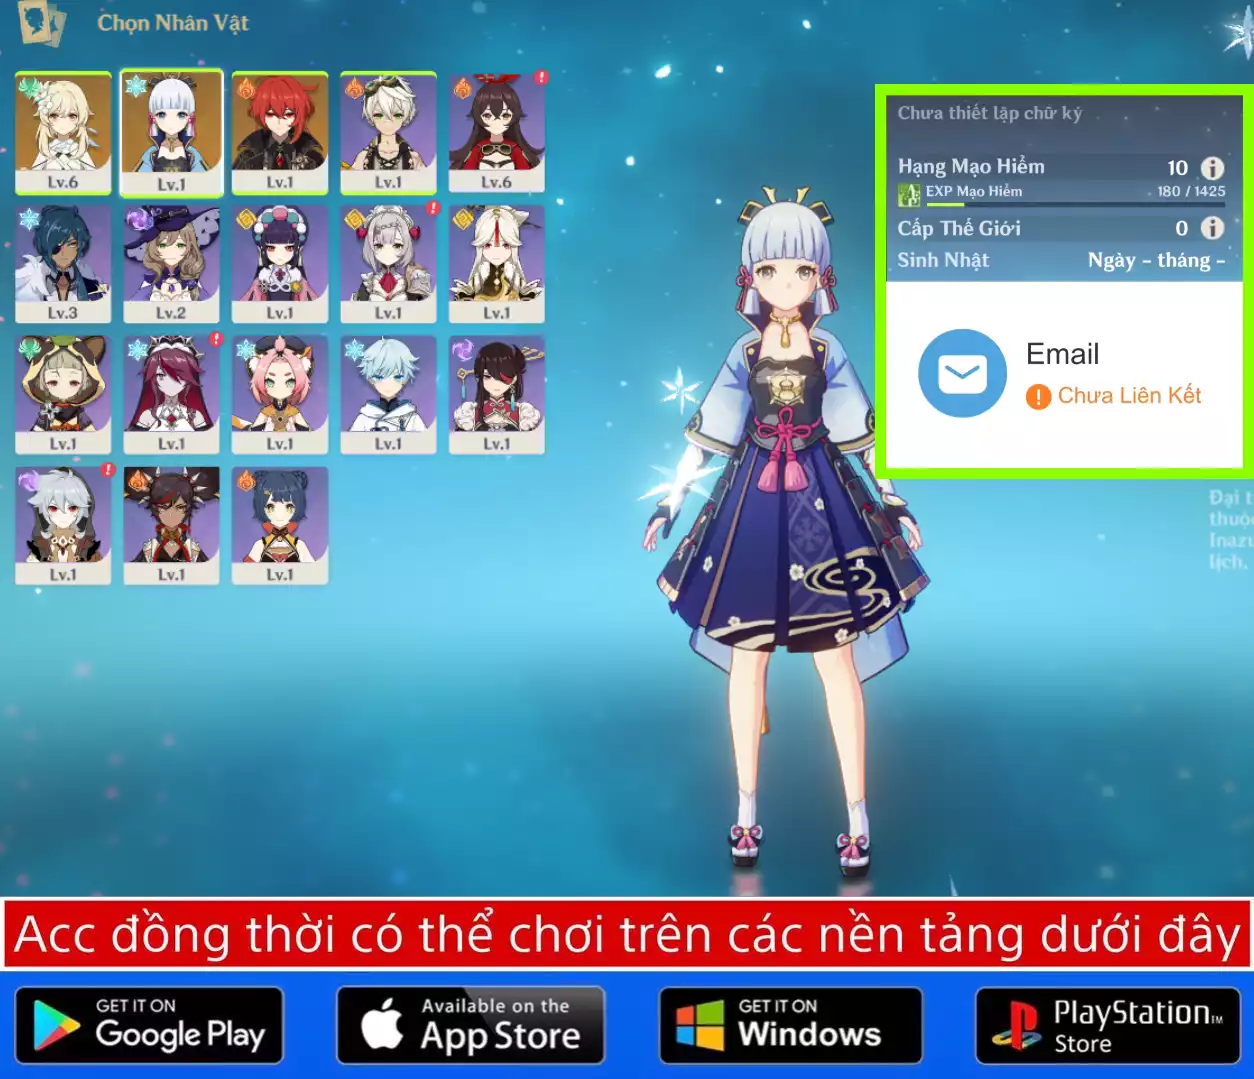 Chọn Nhân Vật
Lv.6
Lv.1
Lv.1
Lv.1
Lv.6
Lv.3
Lv.2
Lv.1
Lv.1
Lv.1
Lv.1
Lv.1
Lv.1
Lv.1
Lv.1
Lv.1
Lv.1
Lv.1
Chưa thiết lập chữ ký
Hạng Mạo Hiểm 10
EXP Mạo Hiểm 180 / 1425
Cấp Thế Giới 0
Sinh Nhật Ngày - tháng -
Email
Chưa Liên Kết
Đại t
thuộ
Inazu
lịch.
Acc đồng thời có thể chơi trên các nền tảng dưới đây
GET IT ON
Google Play
Available on the
App Store
GET IT ON
Windows
PlayStation™
Store